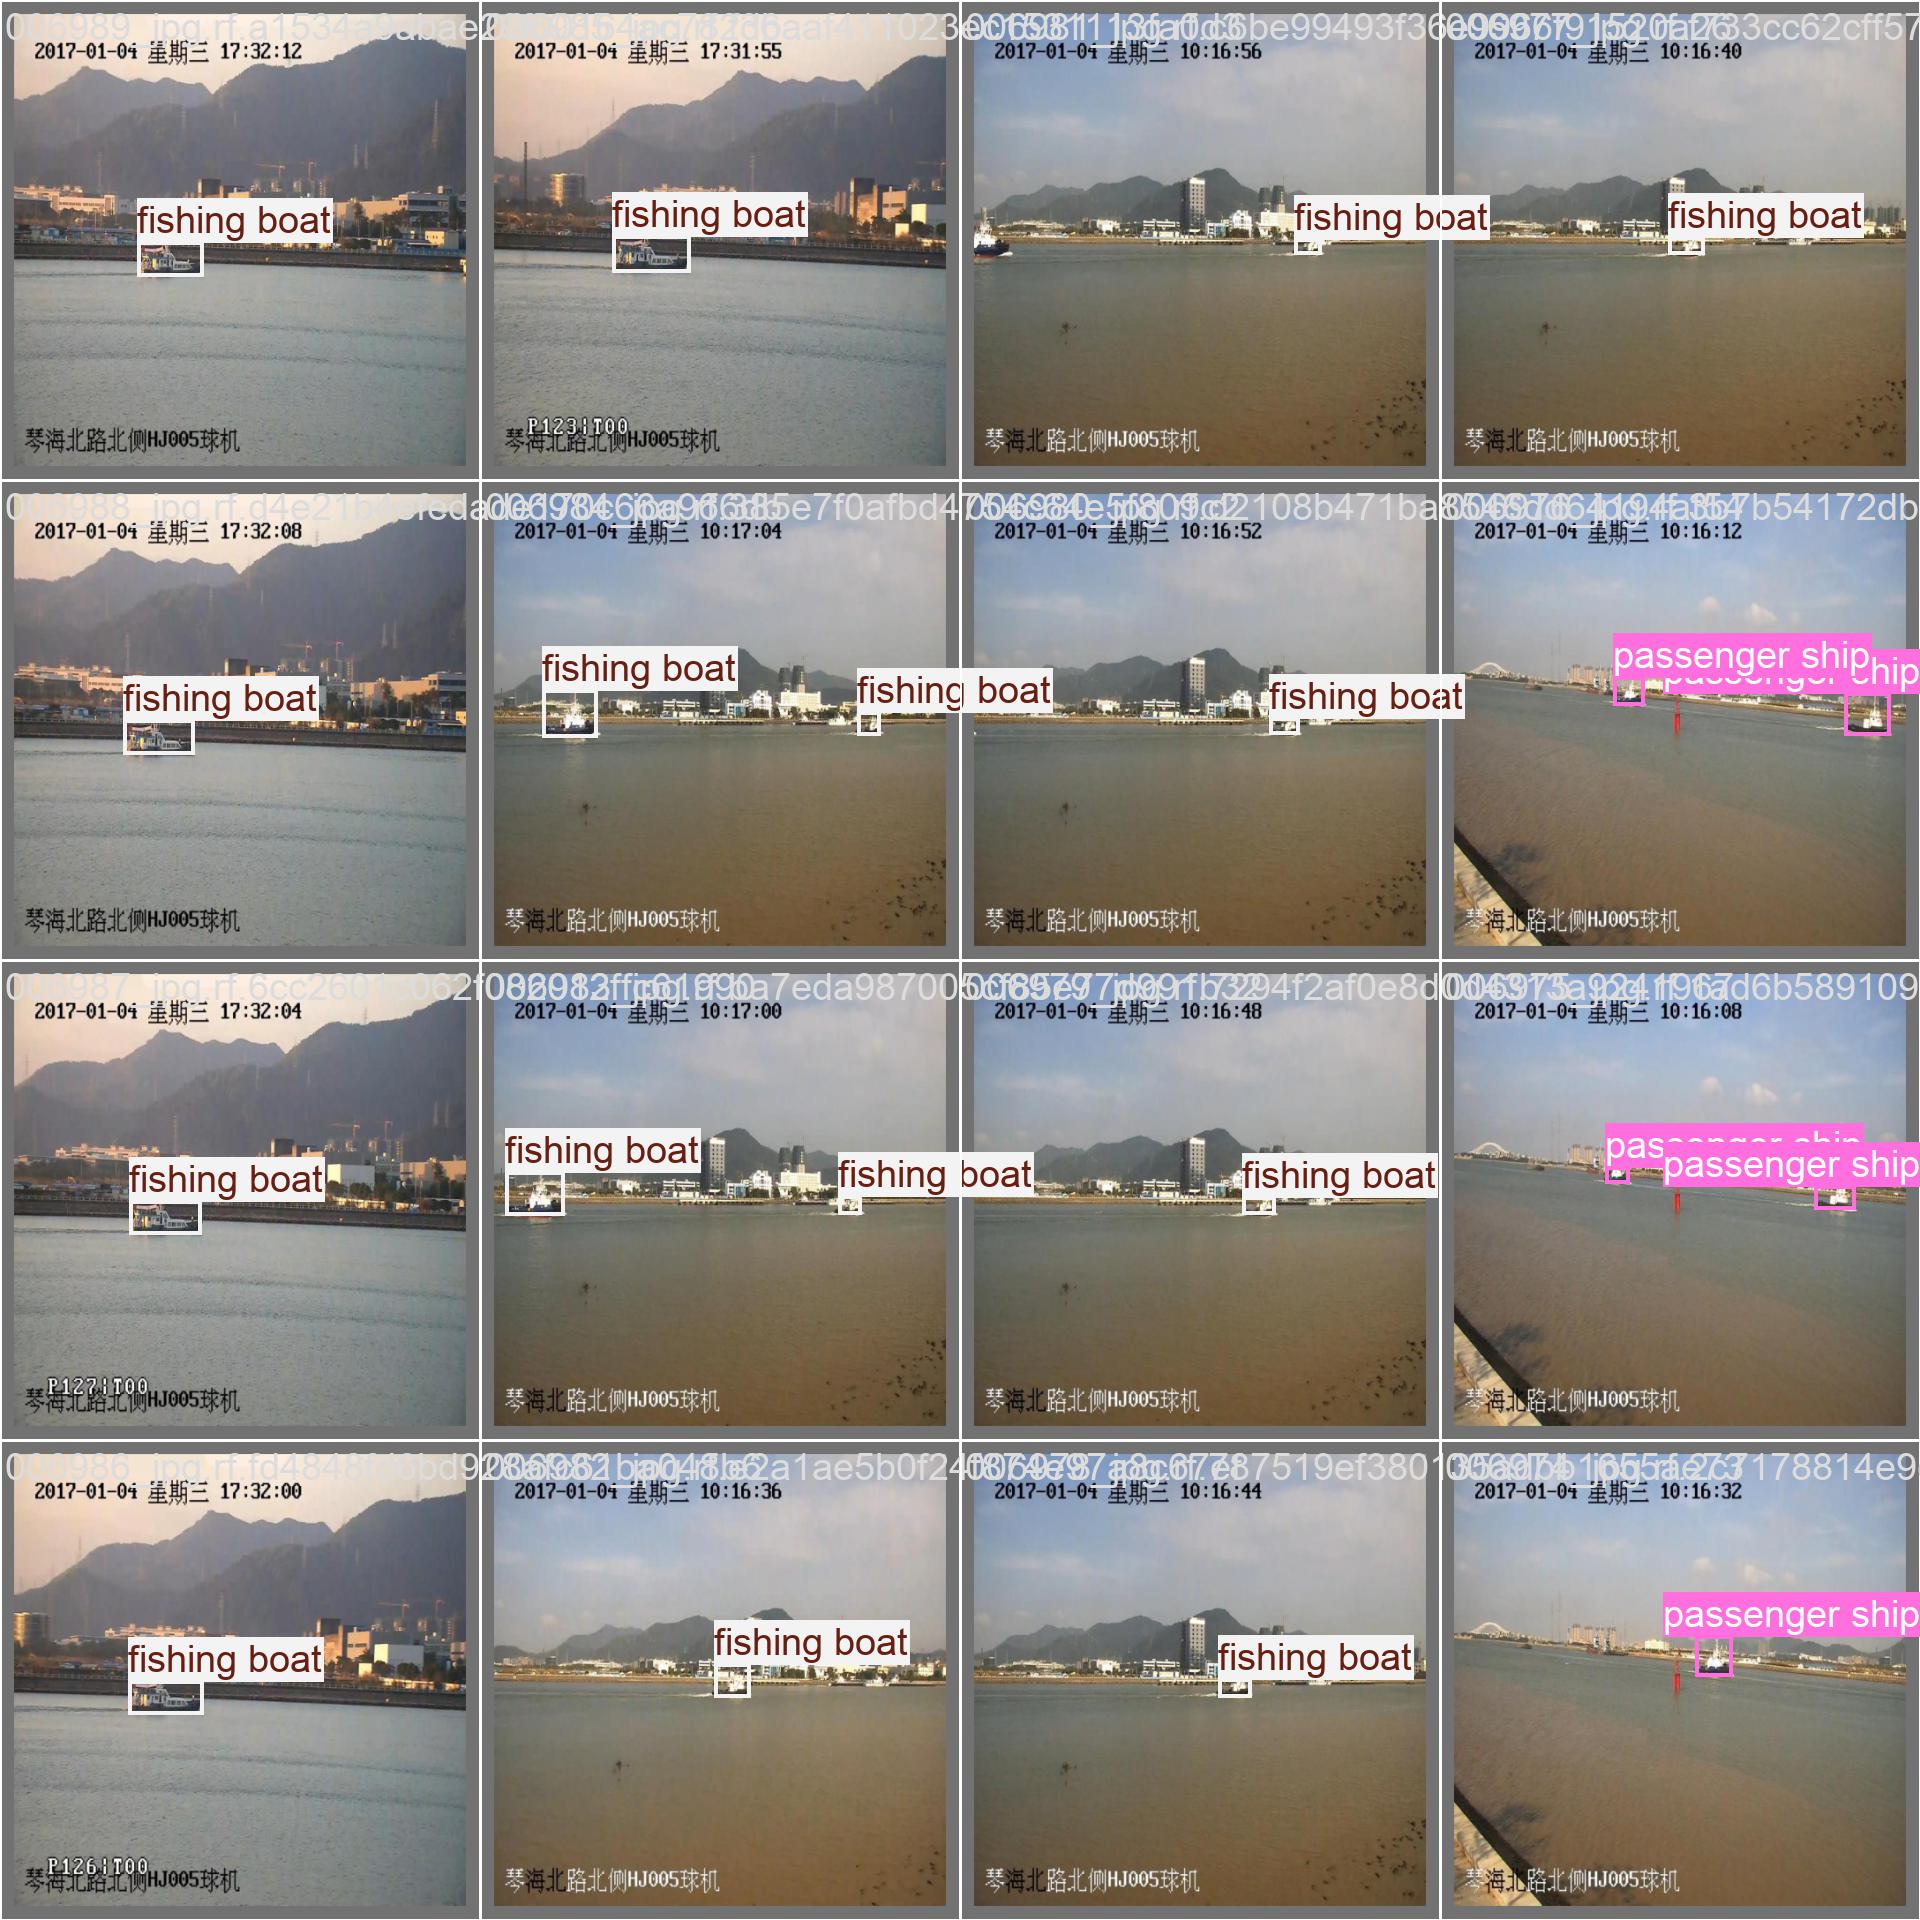 2017-01-04 星期三 17:32:12
fishing boat
琴海北路北侧HJ005球机
2017-01-04 星期三 17:31:55
fishing boat
P123:T00
琴海北路北侧HJ005球机
2017-01-04 星期三 10:16:56
fishing boat
琴海北路北侧HJ005球机
2017-01-04 星期三 10:16:40
fishing boat
琴海北路北侧HJ005球机
2017-01-04 星期三 17:32:08
fishing boat
琴海北路北侧HJ005球机
2017-01-04 星期三 10:17:04
fishing boat
fishing boat
琴海北路北侧HJ005球机
2017-01-04 星期三 10:16:52
fishing boat
琴海北路北侧HJ005球机
2017-01-04 星期三 10:16:12
passenger ship
passenger ship
琴海北路北侧HJ005球机
2017-01-04 星期三 17:32:04
fishing boat
P127:T00
琴海北路北侧HJ005球机
2017-01-04 星期三 10:17:00
fishing boat
fishing boat
琴海北路北侧HJ005球机
2017-01-04 星期三 10:16:48
fishing boat
琴海北路北侧HJ005球机
2017-01-04 星期三 10:16:08
passenger ship
passenger ship
琴海北路北侧HJ005球机
2017-01-04 星期三 17:32:00
fishing boat
P126:T00
琴海北路北侧HJ005球机
2017-01-04 星期三 10:16:36
fishing boat
琴海北路北侧HJ005球机
2017-01-04 星期三 10:16:44
fishing boat
琴海北路北侧HJ005球机
2017-01-04 星期三 10:16:32
passenger ship
琴海北路北侧HJ005球机